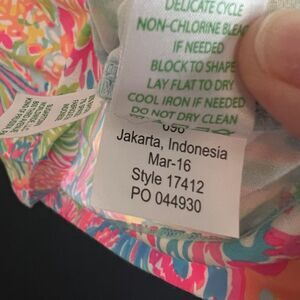 DELICATE CYCLE
NON-CHLORINE BLEAC
IF NEEDED
BLOCK TO SHAPE
LAY FLAT TO DRY
COOL IRON IF NEEDED
DO NOT DRY CLEAN
Jakarta, Indonesia
Mar-16
Style 17412
PO 044930